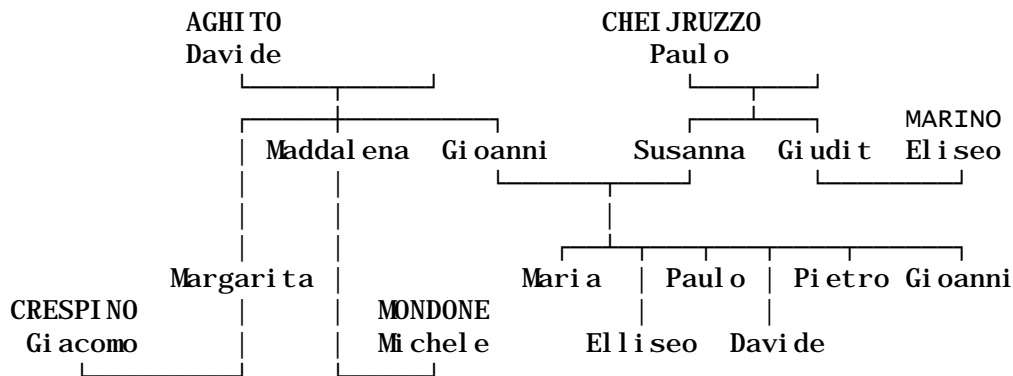 AGHITO CHEIJRUZZO
Davide Paulo
MARINO
Maddalena Gioanni Susanna Giudit Eliseo
Margarita Maria Paulo Pietro Gioanni
CRESPINO MONDONE
Giacomo Michele Elliseo Davide